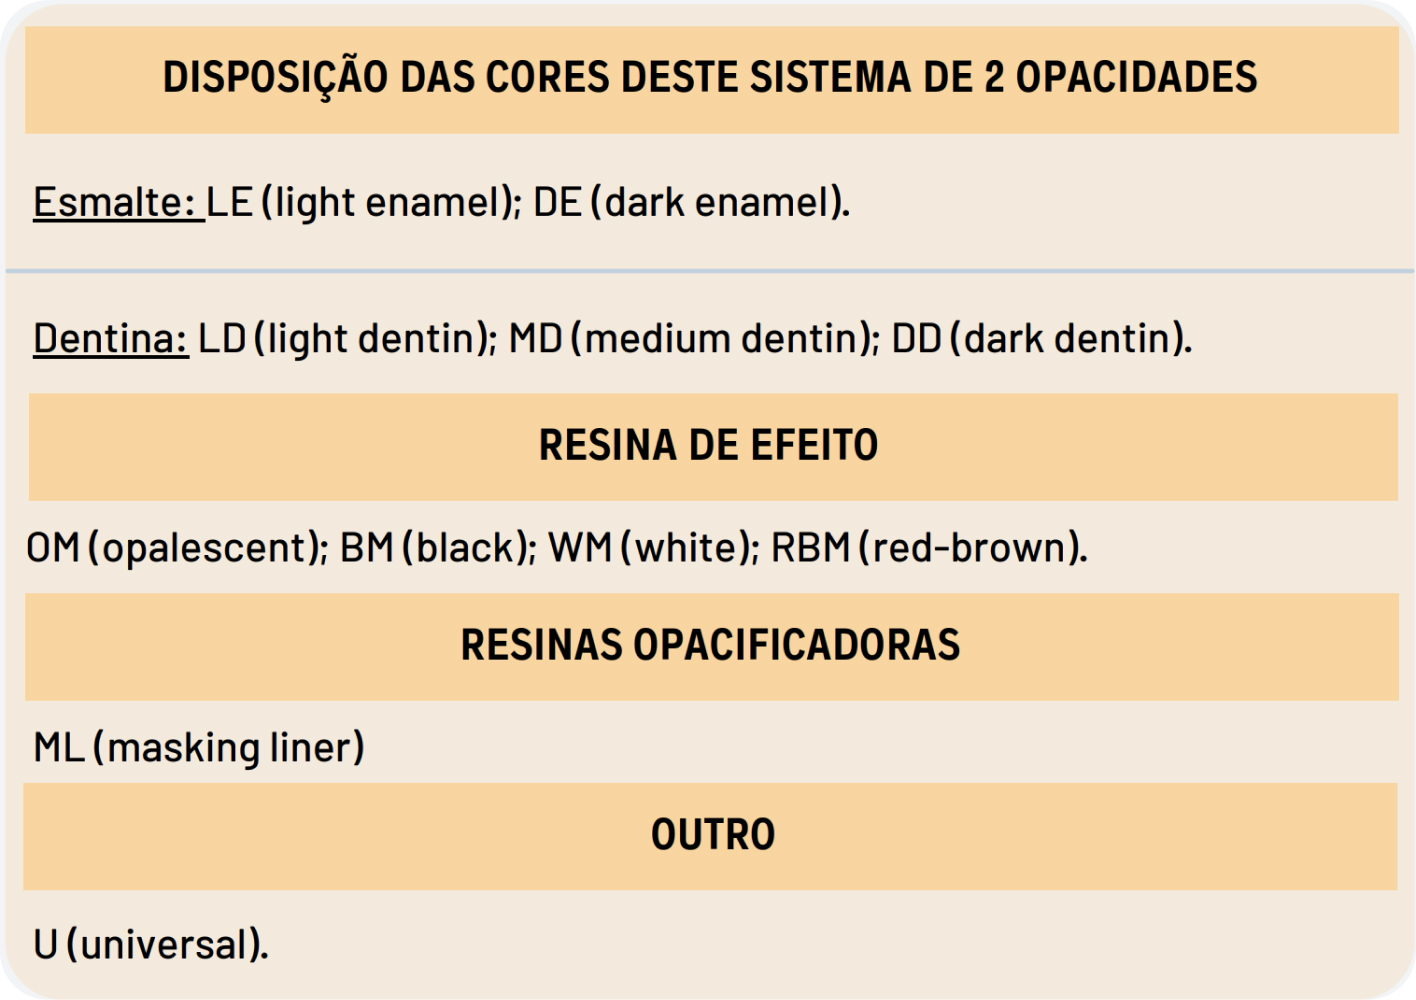 DISPOSIÇÃO DAS CORES DESTE SISTEMA DE 2 OPACIDADES
Esmalte: LE (light enamel); DE (dark enamel).
Dentina: LD (light dentin); MD (medium dentin); DD (dark dentin).
RESINA DE EFEITO
OM (opalescent); BM (black); WM (white); RBM (red-brown).
RESINAS OPACIFICADORAS
ML (masking liner)
OUTRO
U (universal).